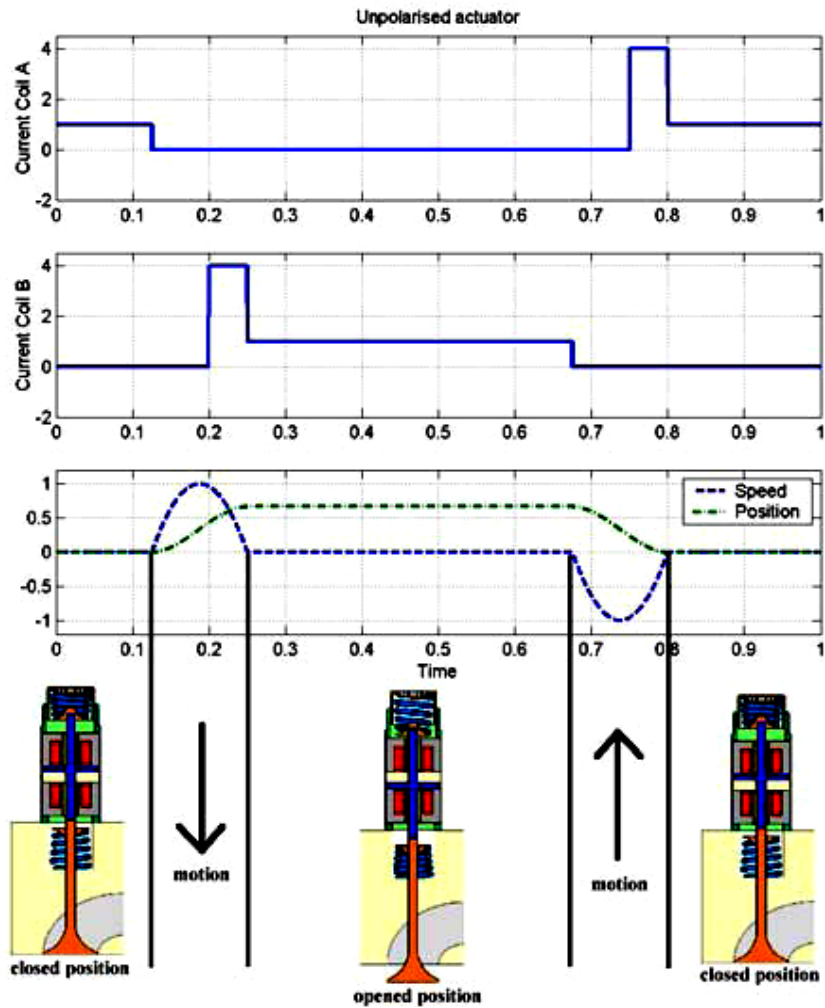 Unpolarised actuator
Current Coil A
4
2
0
-2
0 0.1 0.2 0.3 0.4 0.5 0.6 0.7 0.8 0.9 1
Current Coil B
4
2
0
-2
0 0.1 0.2 0.3 0.4 0.5 0.6 0.7 0.8 0.9 1
1
0.5
0
-0.5
-1
Speed
Position
0 0.1 0.2 0.3 0.4 0.5 0.6 0.7 0.8 0.9 1
Time
motion
motion
closed position
opened position
closed position